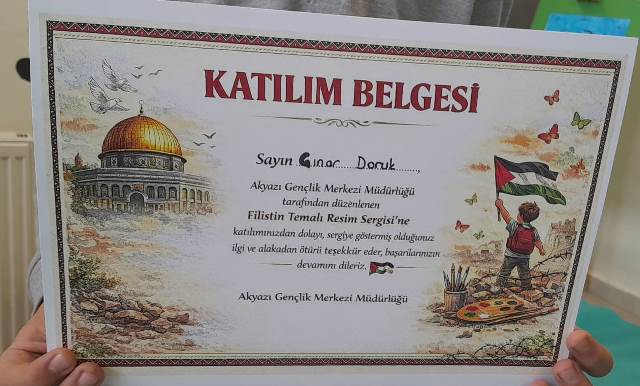 KATILIM BELGESİ
Sayın Çınar Doruk
Akyazı Gençlik Merkezi Müdürlüğü
tarafından düzenlenen
Filistin Temalı Resim Sergisi'ne
katılımınızdan dolayı, sergiye göstermiş olduğunuz
ilgi ve alakadan ötürü teşekkür eder, başarılarınızın
devamını dileriz.
Akyazı Gençlik Merkezi Müdürlüğü